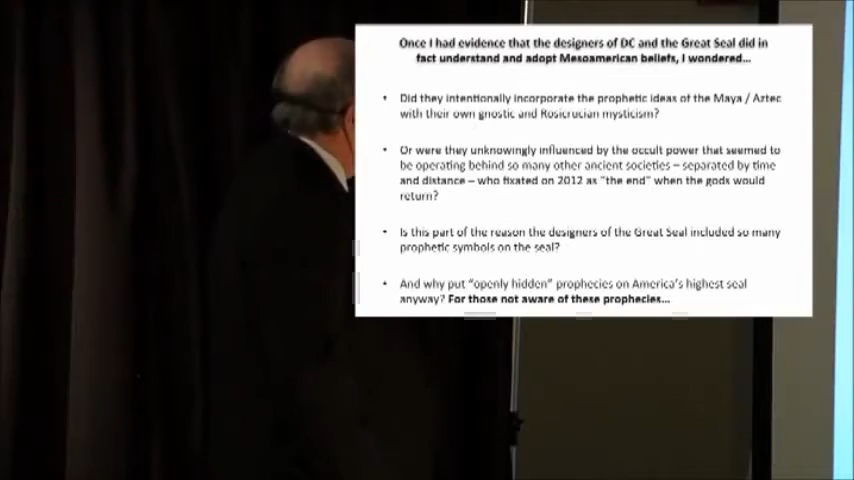 Once I had evidence that the designers of DC and the Great Seal did in
fact understand and adopt Mesoamerican beliefs, I wondered...
• Did they intentionally incorporate the prophetic ideas of the Maya / Aztec
with their own gnostic and Rosicrucian mysticism?
• Or were they unknowingly influenced by the occult power that seemed to
be operating behind so many other ancient societies – separated by time
and distance – who fixated on 2012 as "the end" when the gods would
return?
• Is this part of the reason the designers of the Great Seal included so many
prophetic symbols on the seal?
• And why put "openly hidden" prophecies on America's highest seal
anyway? For those not aware of these prophecies...